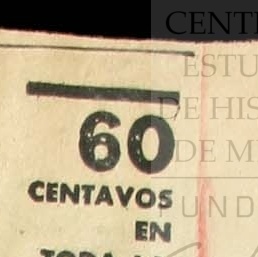 60
CENTAVOS
EN
CENT
ESTU
DE HIS
DE M
FUND